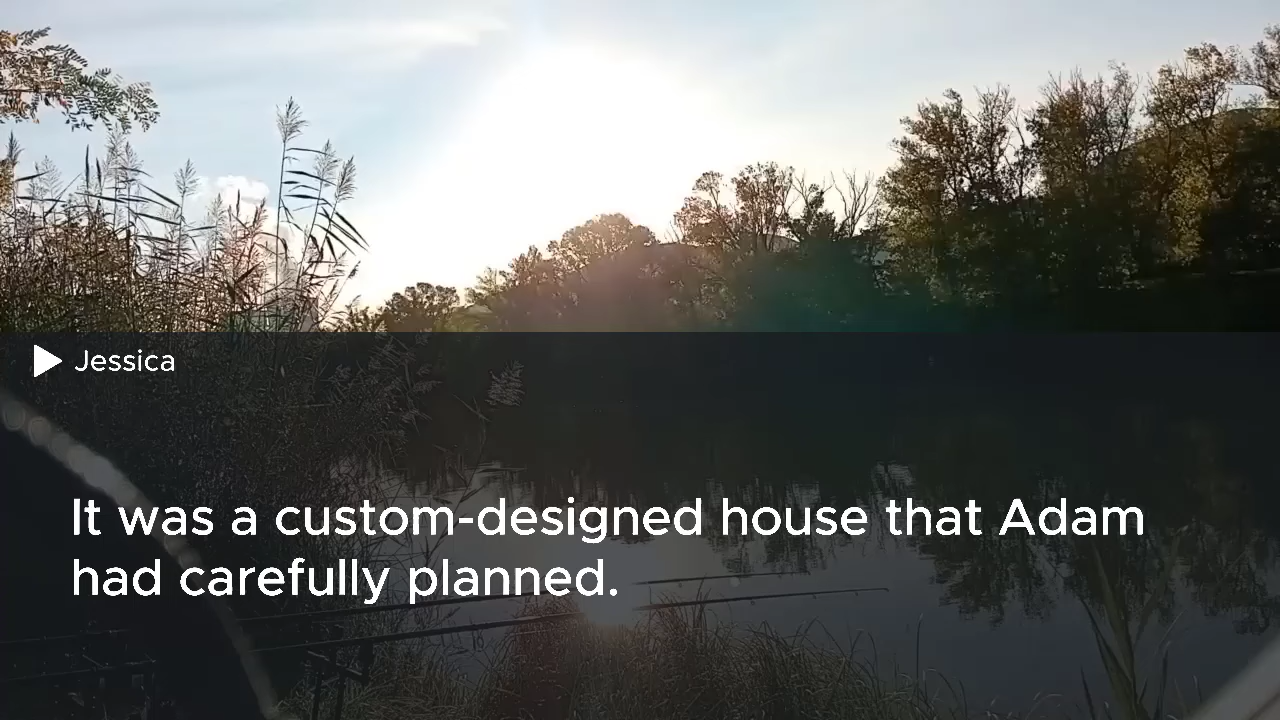 Jessica
It was a custom-designed house that Adam
had carefully planned.